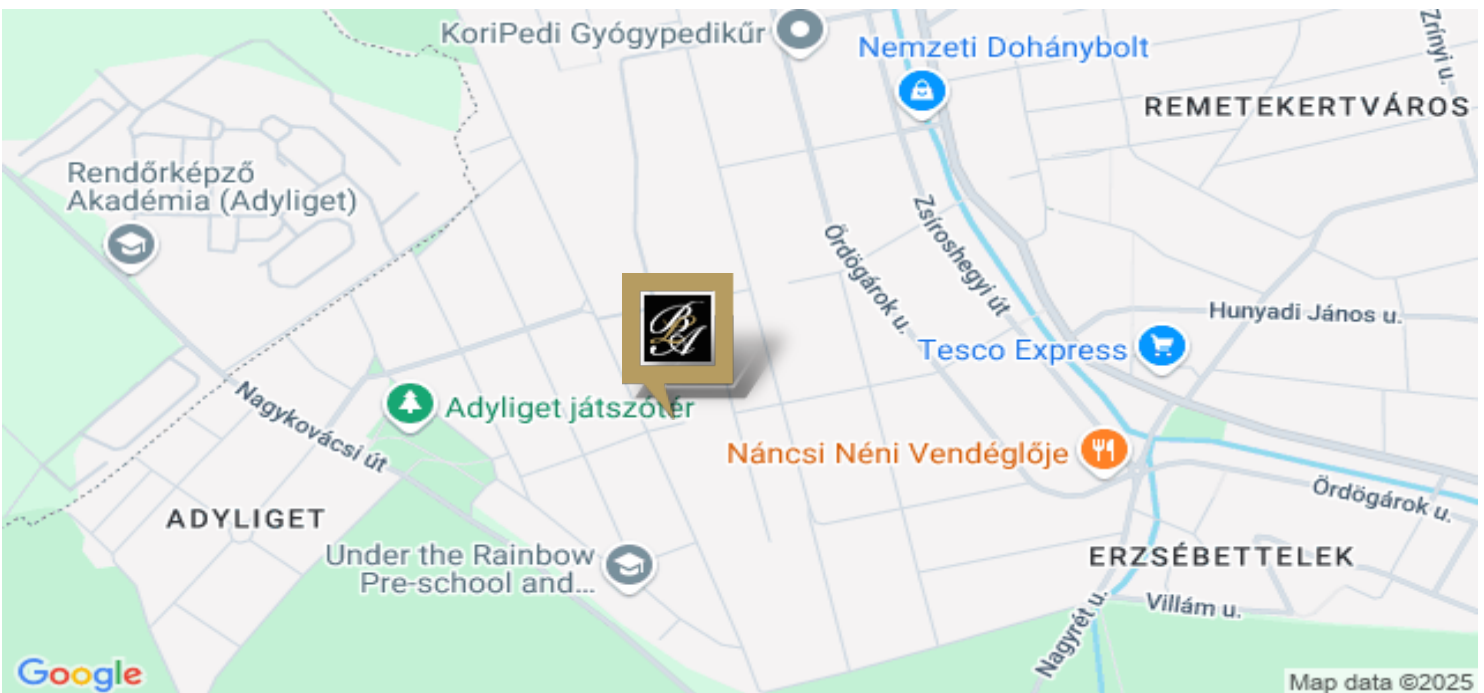 KoriPedi Gyógypedikűr
Nemzeti Dohánybolt
Zrínyi u.
REMETEKERTVÁROS
Rendőrképző
Akadémia (Adyliget)
Zsíroshegyi út
Ördögárok u.
Hunyadi János u.
Tesco Express
BLA
Adyliget játszótér
Nagykovácsi út
Náncsi Néni Vendéglője
Ördögárok u.
ADYLIGET
Under the Rainbow
Pre-school and...
ERZSÉBETTELEK
Villám u.
Nagyrét u.
Google
Map data ©2025